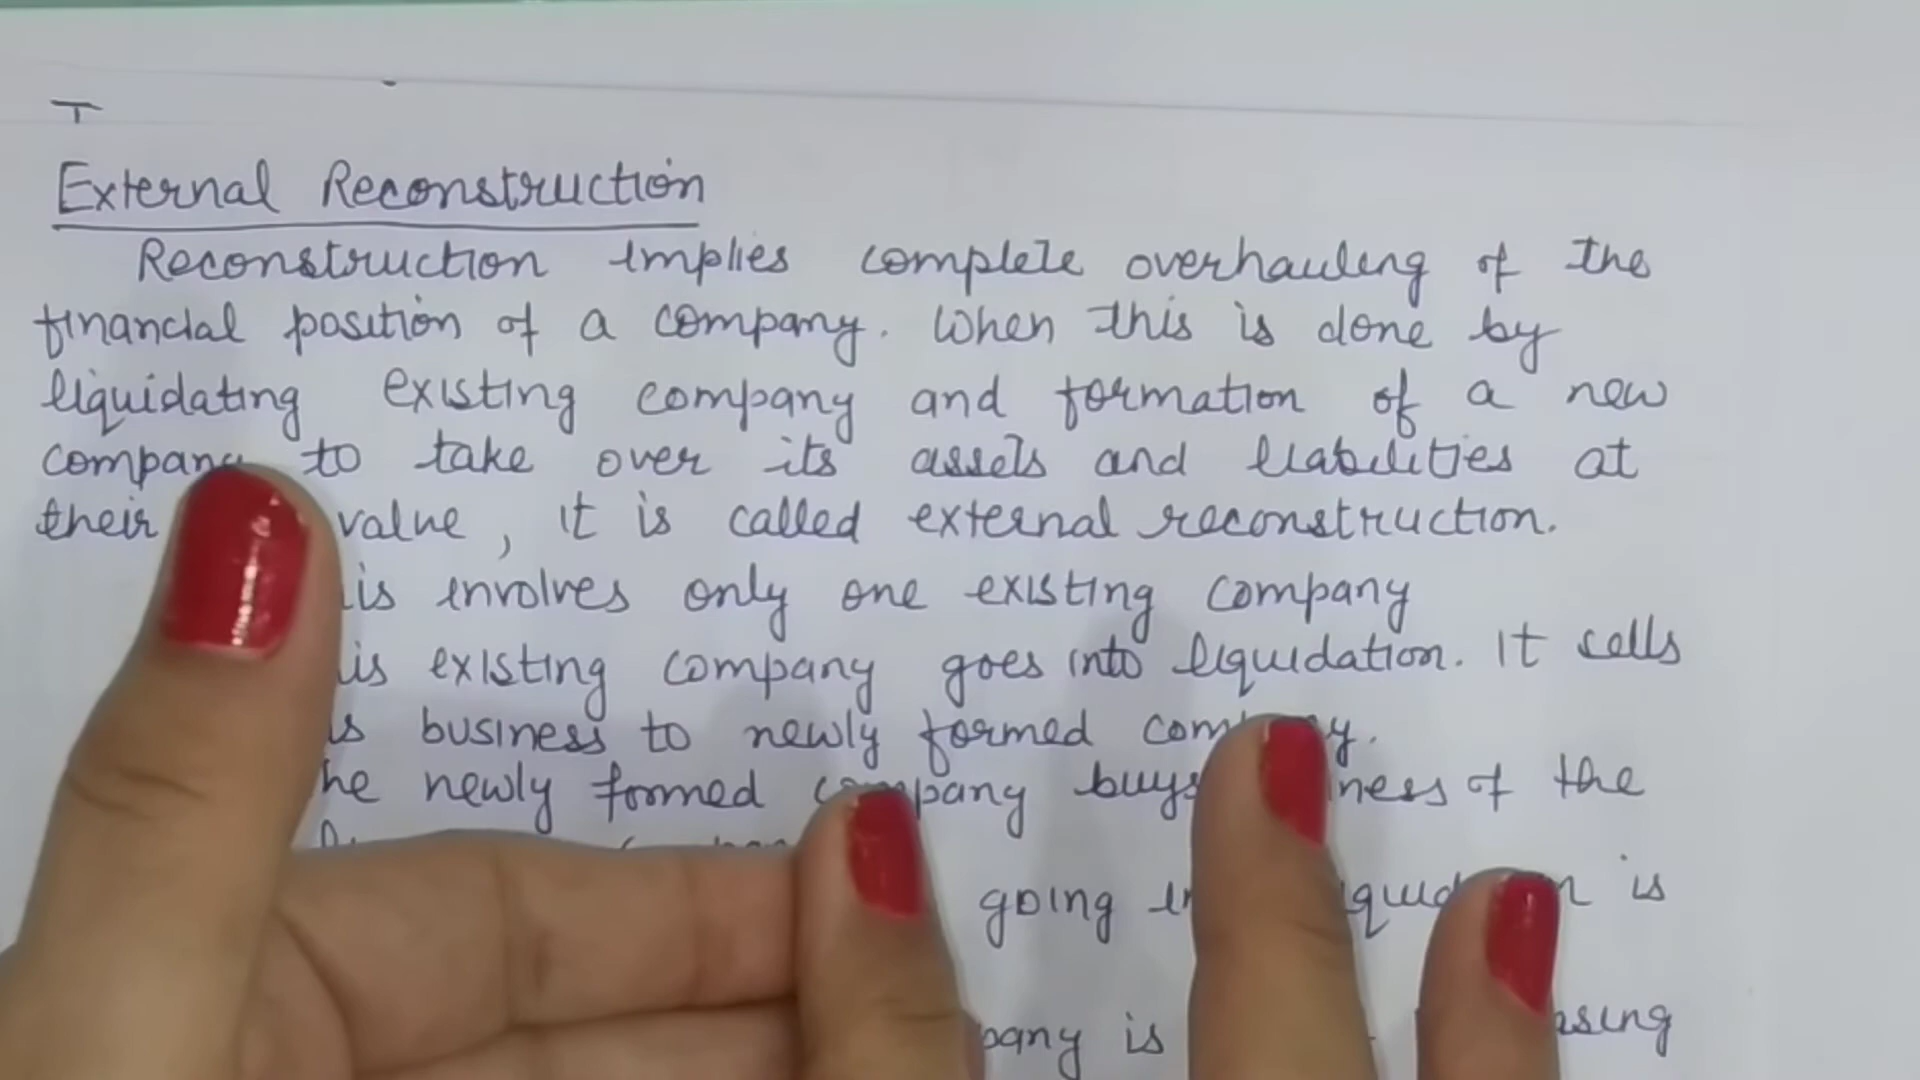 External Reconstruction
Reconstruction implies complete overhauling of the
financial position of a company. When this is done by
liquidating existing company and formation of a new
company to take over its assets and liabilities at
their value, it is called external reconstruction.
is involves only one existing company
is existing company goes into liquidation. It sells
business to newly formed company.
newly formed company buys of the
going is
is